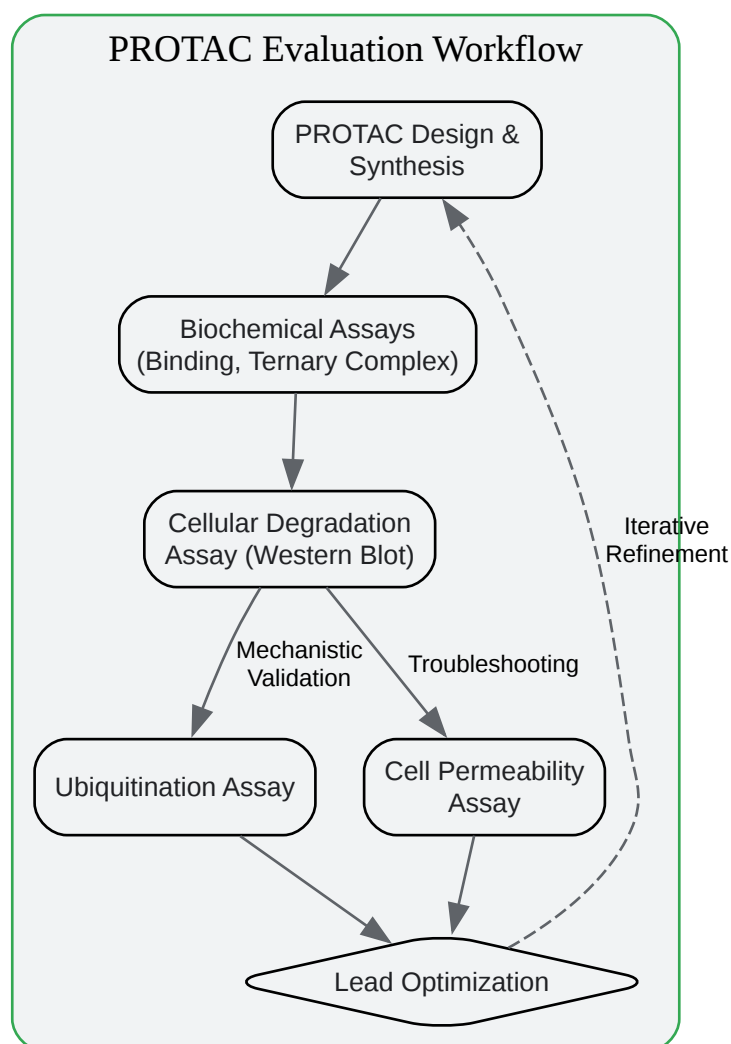 PROTAC Evaluation Workflow
PROTAC Design &
Synthesis
Biochemical Assays
(Binding, Ternary Complex)
Cellular Degradation
Assay (Western Blot)
Iterative
Refinement
Mechanistic
Validation
Troubleshooting
Ubiquitination Assay
Cell Permeability
Assay
Lead Optimization